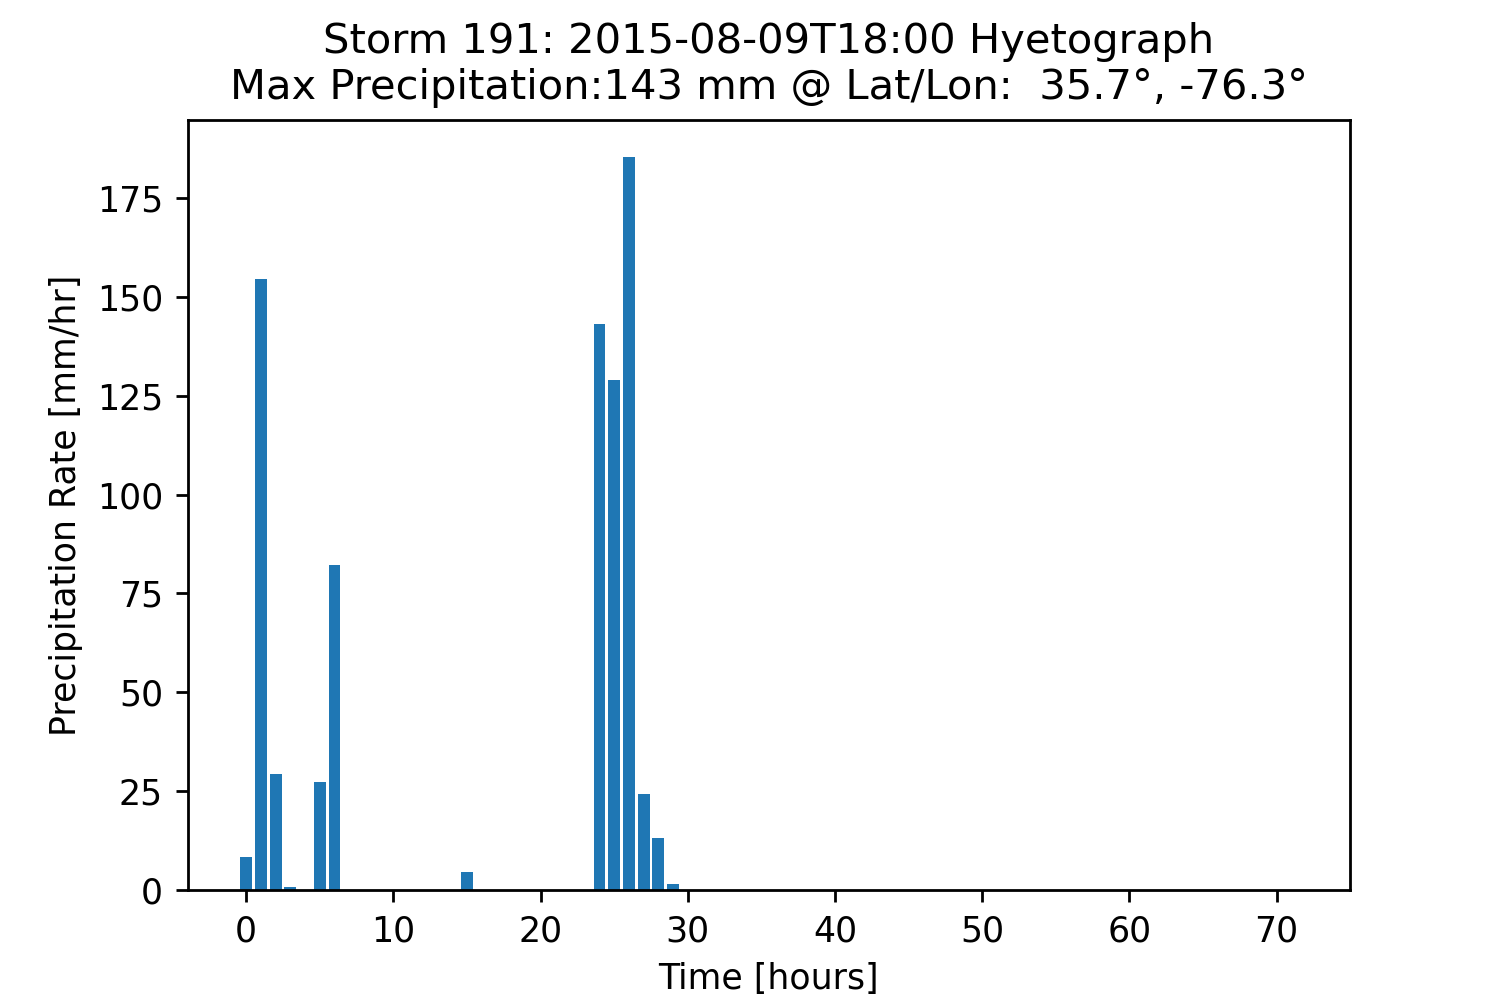 Storm 191: 2015-08-09T18:00 Hyetograph
Max Precipitation:143 mm @ Lat/Lon:  35.7°, -76.3°
Precipitation Rate [mm/hr]
175
150
125
100
75
50
25
0
0 10 20 30 40 50 60 70
Time [hours]